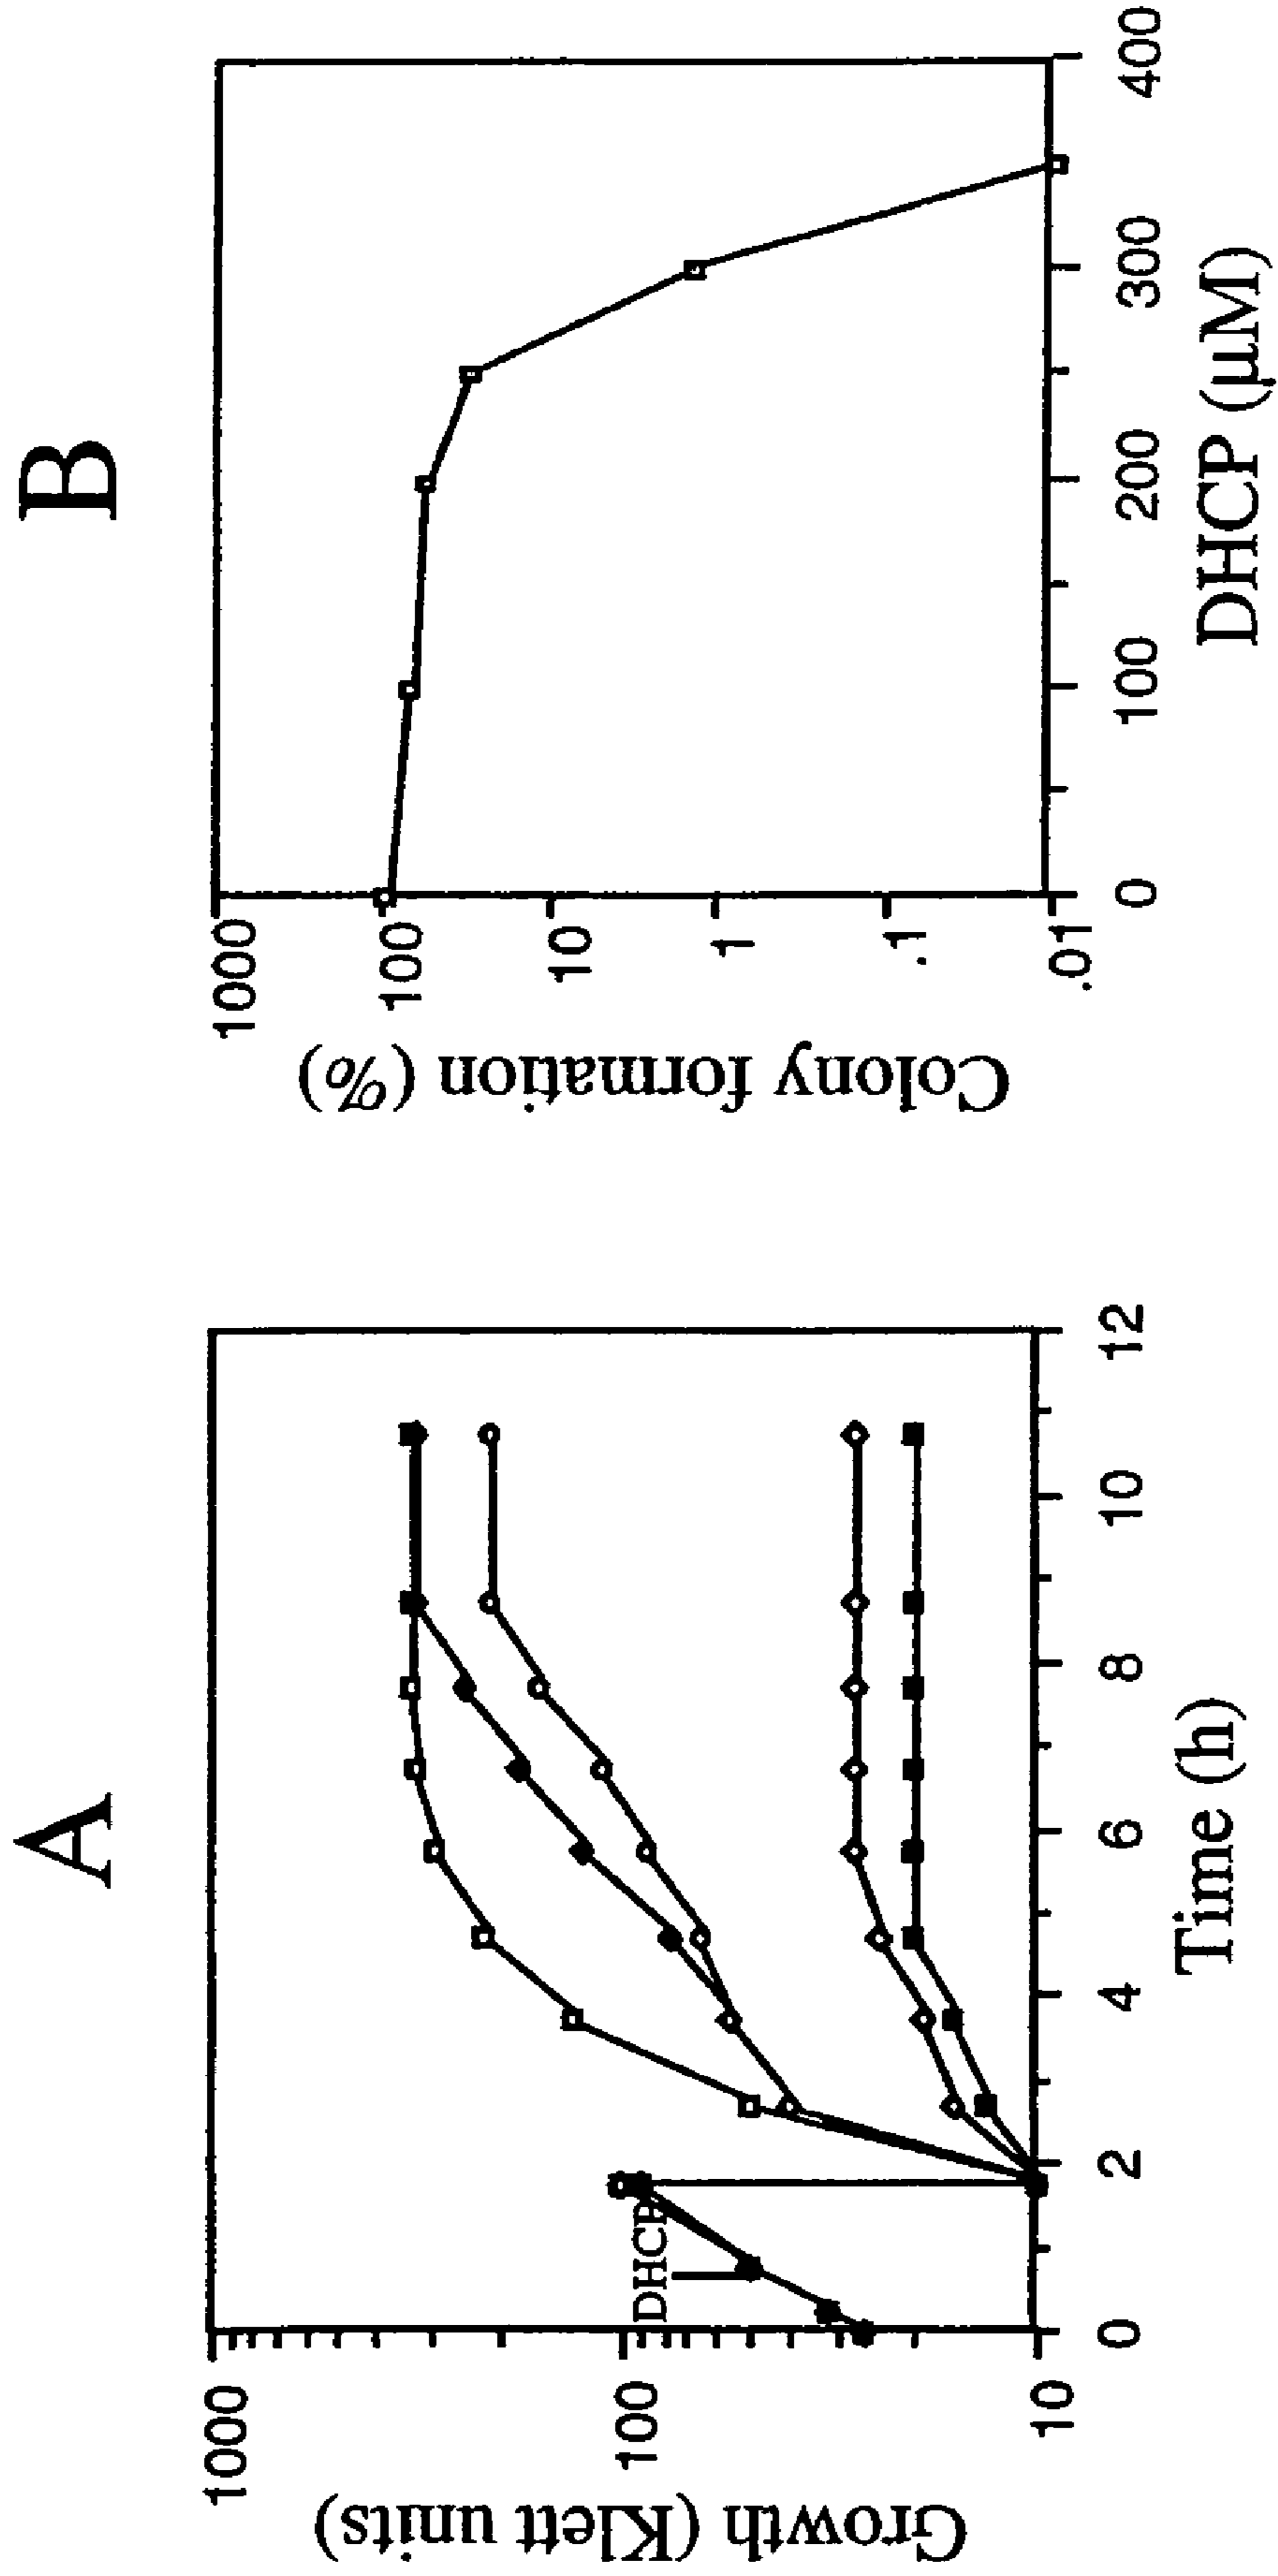 A
Growth (Klett units)
1000
100
10
DHCP
0 2 4 6 8 10 12
Time (h)
B
Colony formation (%)
1000
100
10
1
.1
.01
0 100 200 300 400
DHCP (µM)